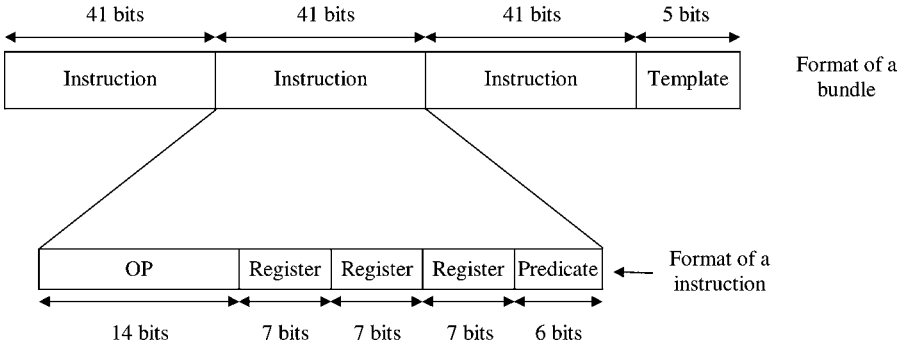 41 bits 41 bits 41 bits 5 bits
Instruction Instruction Instruction Template
Format of a
bundle
OP Register Register Register Predicate
Format of a
instruction
14 bits 7 bits 7 bits 7 bits 6 bits